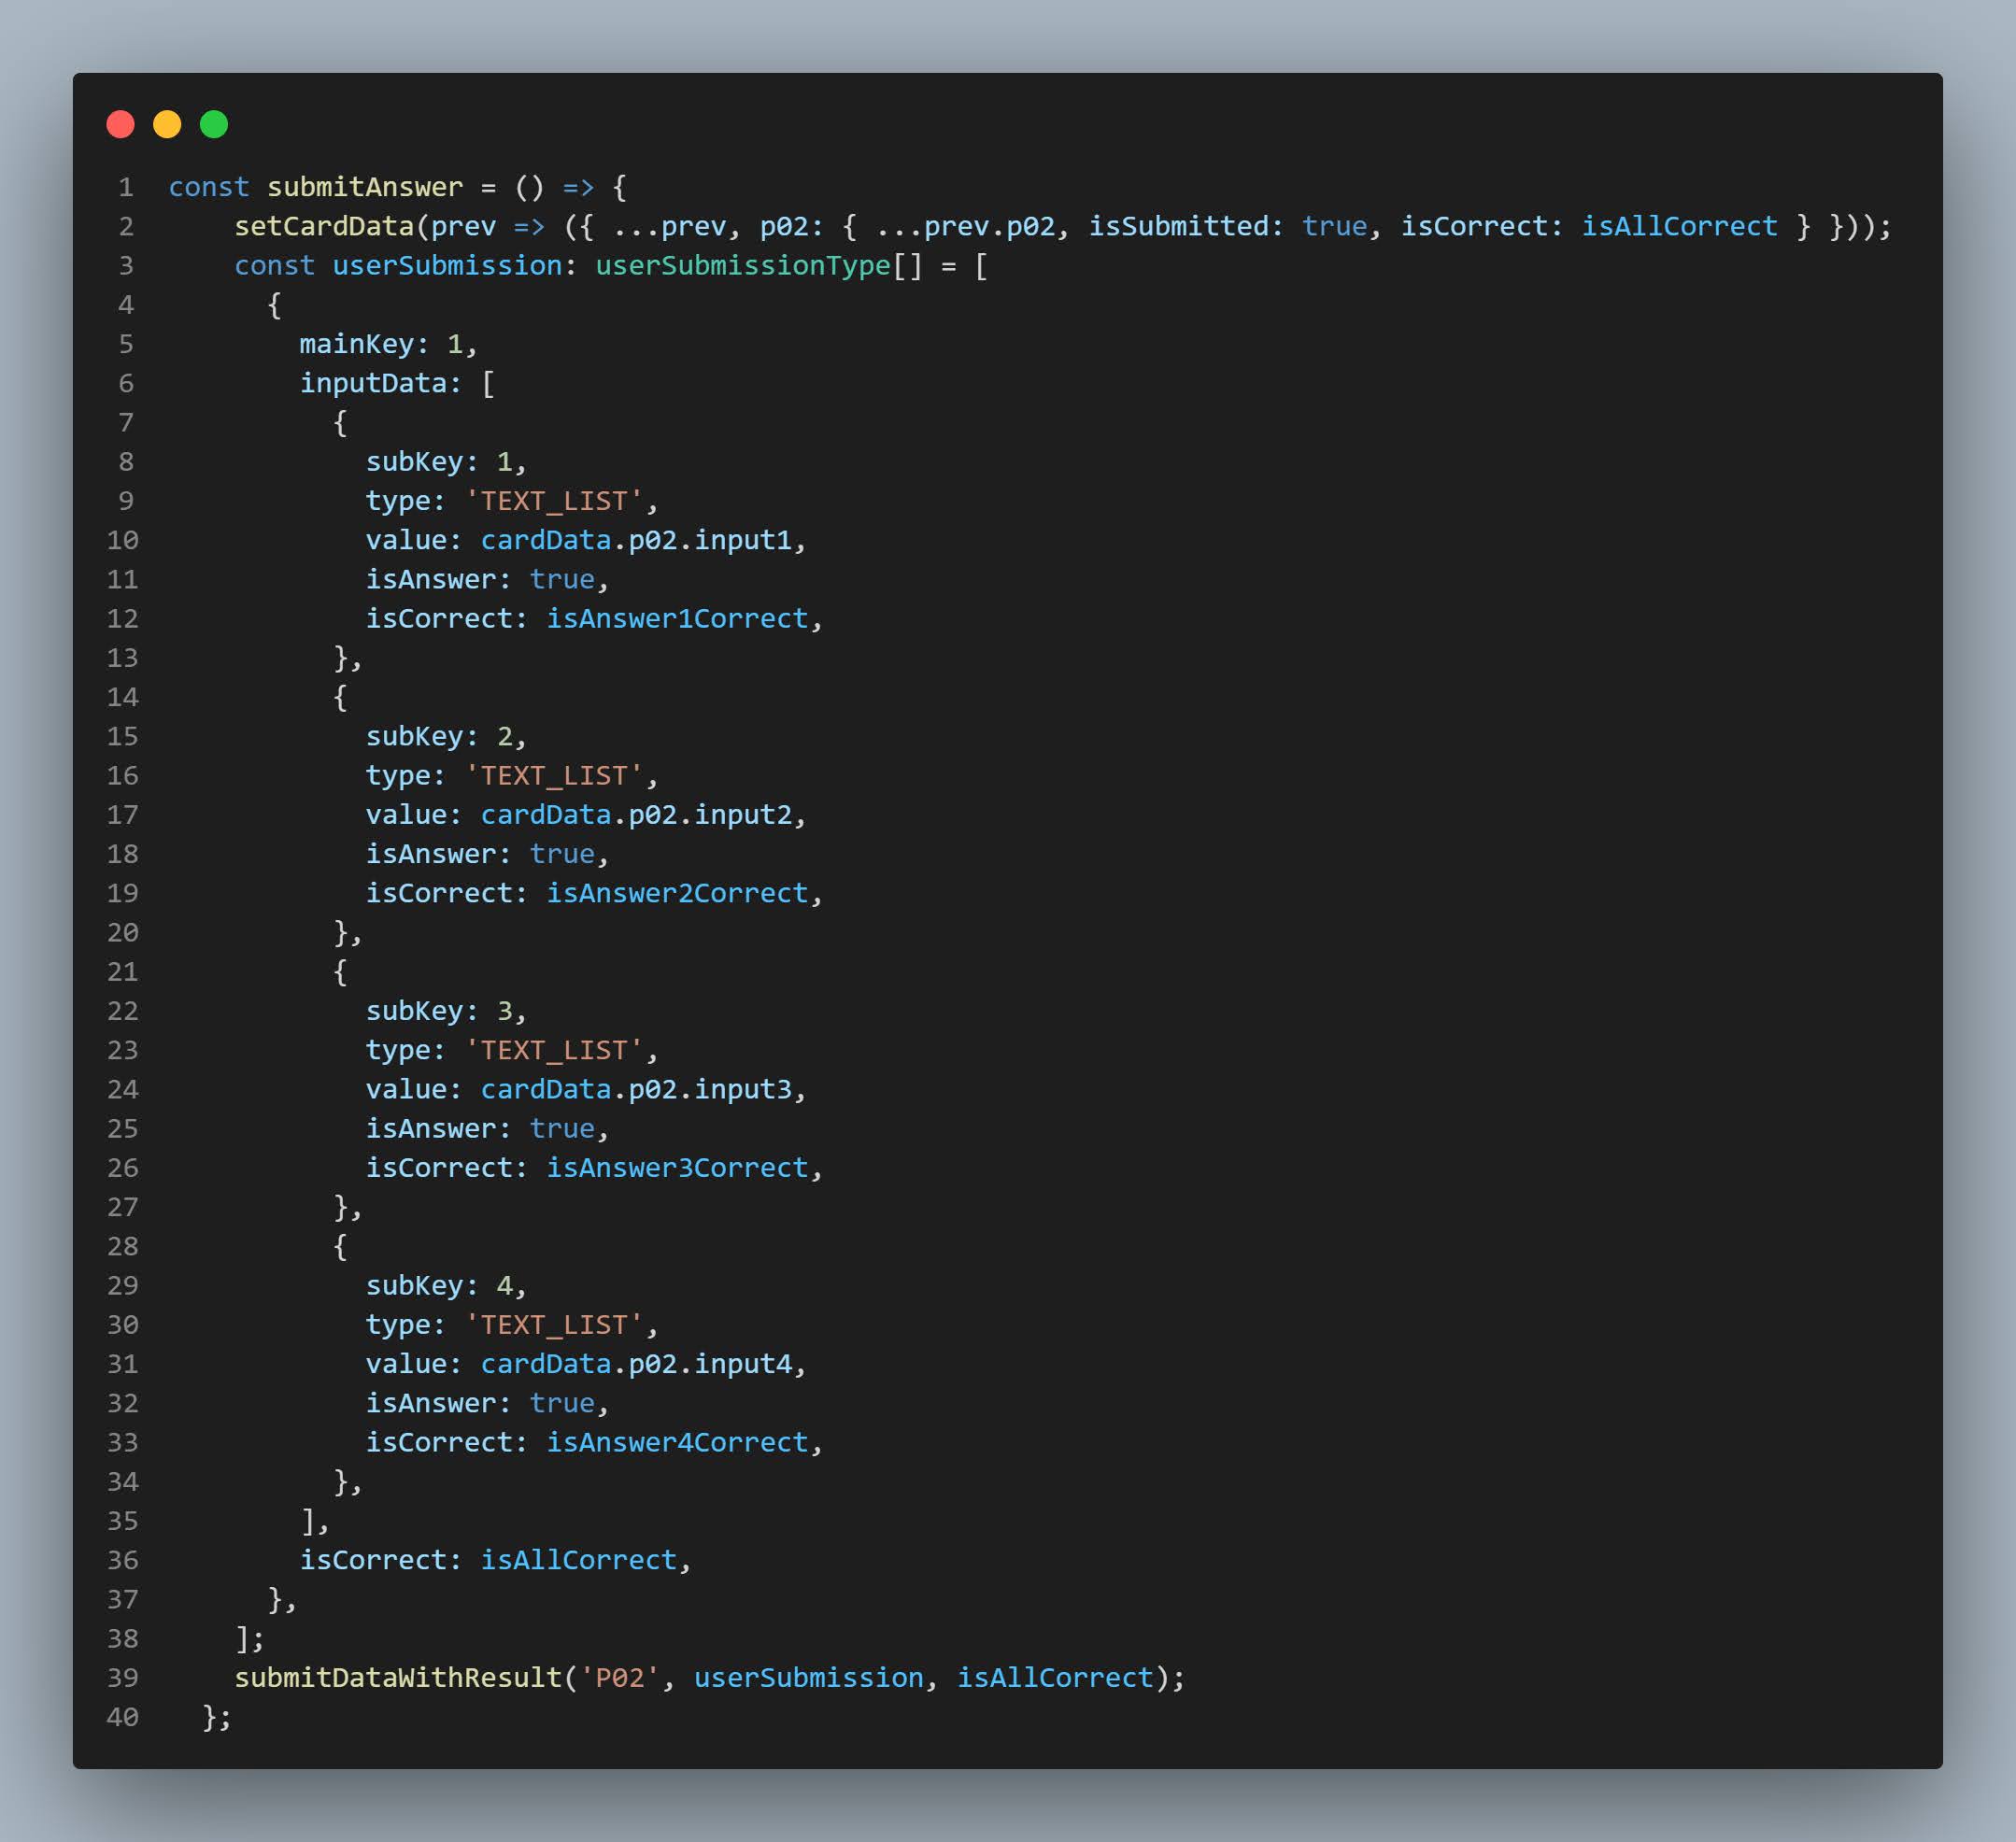 1 const submitAnswer = () => {
2 setCardData(prev => ({ ...prev, p02: { ...prev.p02, isSubmitted: true, isCorrect: isAllCorrect } }));
3 const userSubmission: userSubmissionType[] = [
4 {
5 mainKey: 1,
6 inputData: [
7 {
8 subKey: 1,
9 type: 'TEXT_LIST',
10 value: cardData.p02.input1,
11 isAnswer: true,
12 isCorrect: isAnswer1Correct,
13 },
14 {
15 subKey: 2,
16 type: 'TEXT_LIST',
17 value: cardData.p02.input2,
18 isAnswer: true,
19 isCorrect: isAnswer2Correct,
20 },
21 {
22 subKey: 3,
23 type: 'TEXT_LIST',
24 value: cardData.p02.input3,
25 isAnswer: true,
26 isCorrect: isAnswer3Correct,
27 },
28 {
29 subKey: 4,
30 type: 'TEXT_LIST',
31 value: cardData.p02.input4,
32 isAnswer: true,
33 isCorrect: isAnswer4Correct,
34 },
35 ],
36 isCorrect: isAllCorrect,
37 },
38 ];
39 submitDataWithResult('P02', userSubmission, isAllCorrect);
40 };